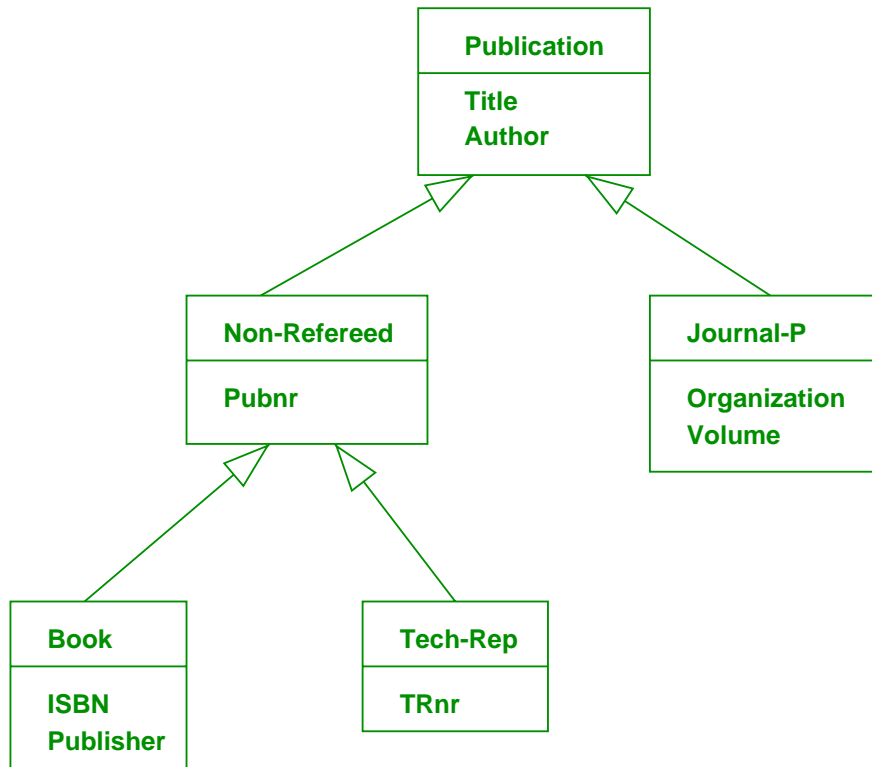 Publication
Title
Author
Non-Refereed
Pubnr
Journal-P
Organization
Volume
Book
ISBN
Publisher
Tech-Rep
TRnr